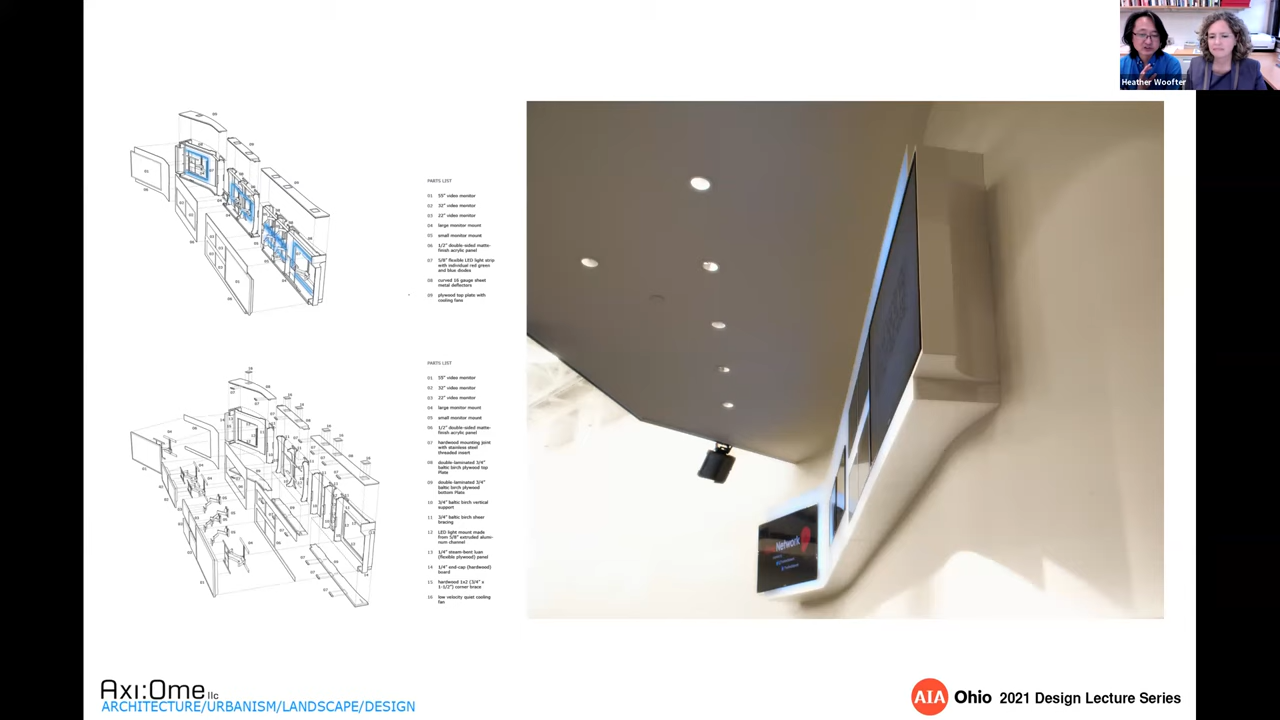 Heather Woofter
PARTS LIST
01 55" video monitor
02 32" video monitor
03 22" video monitor
04 large monitor mount
05 small monitor mount
06 1/2" double-sided matte-
finish acrylic panel
07 5/8" flexible LED light strip
with individual red green
and blue diodes
08 curved 16 gauge sheet
metal deflectors
09 plywood top plate with
cooling fans
PARTS LIST
01 55" video monitor
02 32" video monitor
03 22" video monitor
04 large monitor mount
05 small monitor mount
06 1/2" double-sided matte-
finish acrylic panel
07 hardwood mounting joint
with stainless steel
threaded insert
08 double-laminated 3/4"
baltic birch plywood top
Plate
09 double-laminated 3/4"
baltic birch plywood
bottom Plate
10 3/4" baltic birch vertical
support
11 3/4" baltic birch sheer
bracing
12 LED light mount made
from 5/8" extruded alumi-
num channel
13 1/4" steam-bent luan
(flexible plywood) panel
14 1/4" end-cap (hardwood)
board
15 hardwood 1x2 (3/4" x
1-1/2") corner brace
16 low velocity quiet cooling
fan
Network
Axi:Ome llc
ARCHITECTURE/URBANISM/LANDSCAPE/DESIGN
AIA Ohio 2021 Design Lecture Series